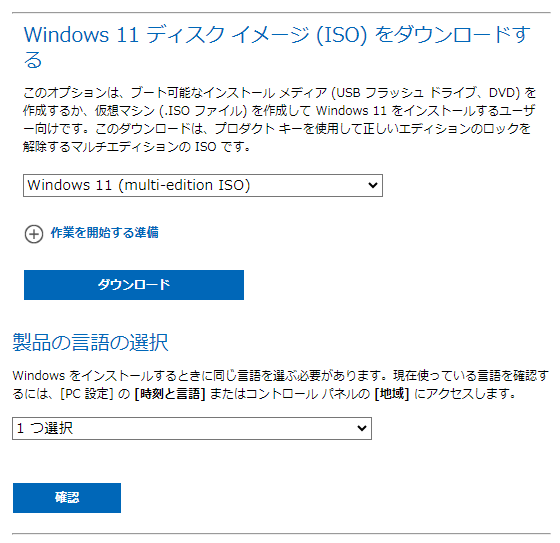 Windows 11 ディスク イメージ (ISO) をダウンロードす
る
このオプションは、ブート可能なインストール メディア (USB フラッシュ ドライブ、DVD) を
作成するか、仮想マシン (.ISO ファイル) を作成して Windows 11 をインストールするユーザ
ー向けです。このダウンロードは、プロダクト キーを使用して正しいエディションのロックを
解除するマルチエディションの ISO です。
Windows 11 (multi-edition ISO)
作業を開始する準備
ダウンロード
製品の言語の選択
Windows をインストールするときに同じ言語を選ぶ必要があります。現在使っている言語を確認す
るには、[PC 設定] の [時刻と言語] またはコントロール パネルの [地域] にアクセスします。
1 つ選択
確認